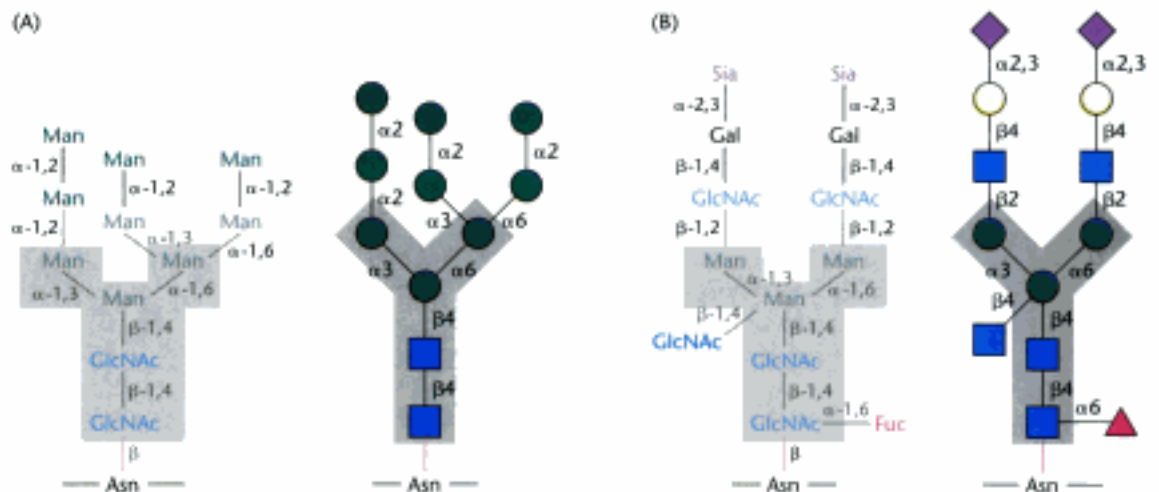 (A)
Man
α-1,2
Man
α-1,2
Man
α-1,2
Man
Man
α-1,2
Man
α-1,3
α-1,6
Man
Man
α-1,3
α-1,6
Man
β-1,4
GlcNAc
β-1,4
GlcNAc
β
Asn
α2
α2
α2
α2
α3
α6
α3
α6
β4
β4
Asn
(B)
Sia
Sia
α-2,3
α-2,3
Gal
Gal
β-1,4
β-1,4
GlcNAc
GlcNAc
β-1,2
β-1,2
Man
Man
α-1,3
α-1,6
Man
β-1,4
GlcNAc
β-1,4
GlcNAc
β-1,4
GlcNAc
α-1,6
Fuc
β
Asn
α2,3
α2,3
β4
β4
β2
β2
α3
α6
β4
β4
β4
α6
Asn